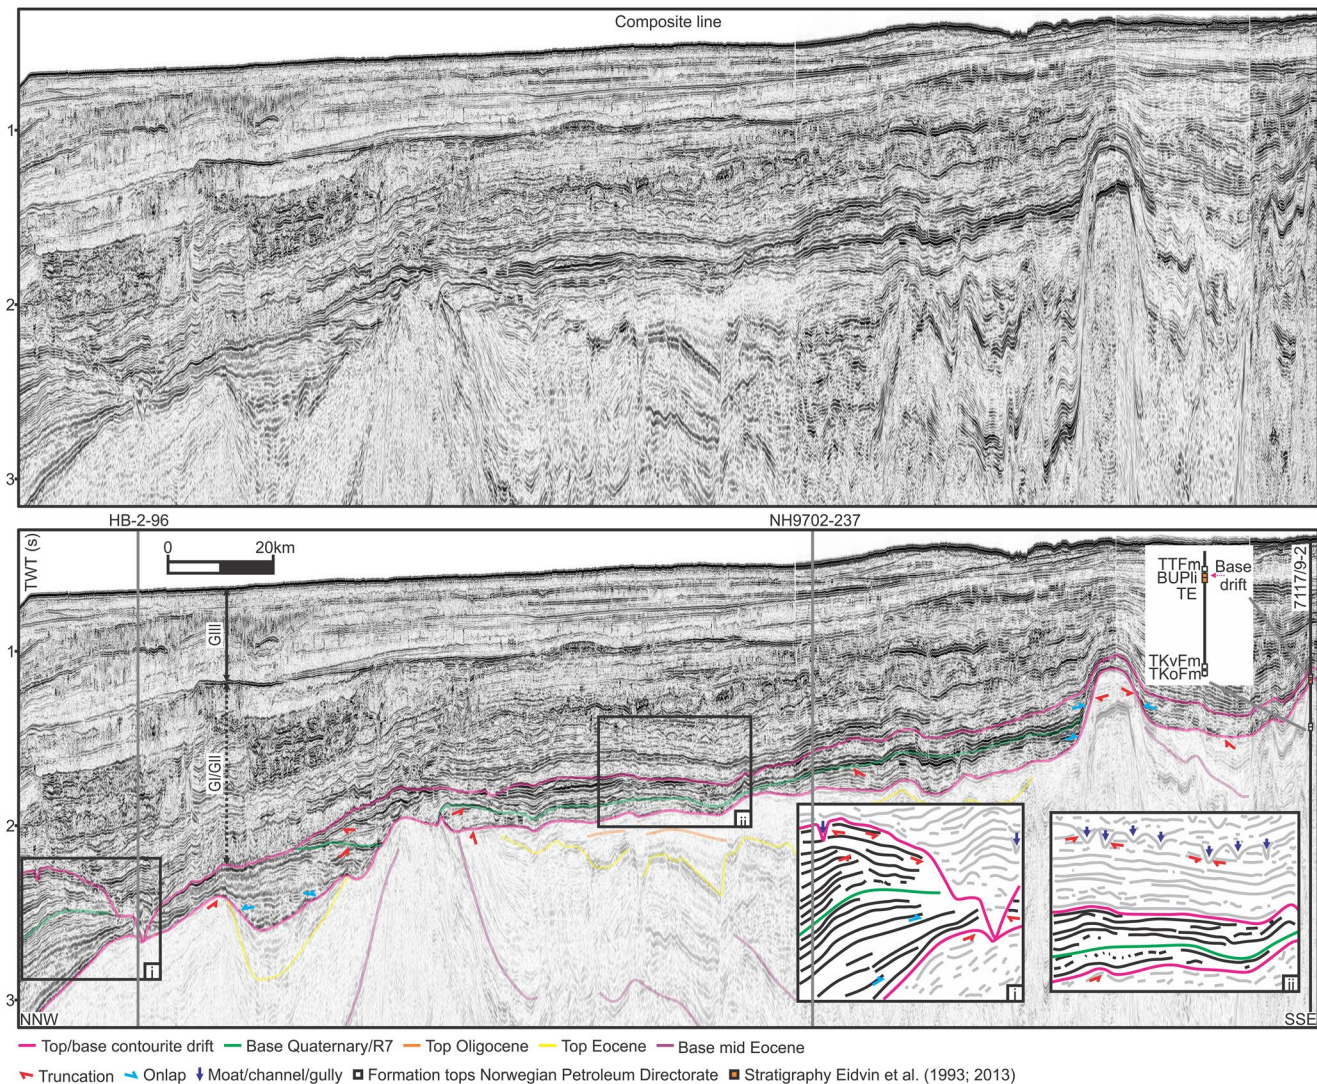 Composite line
1
2
3
HB-2-96
NH9702-237
TWT (s)
0
20km
GIII
GI/GII
1
2
3
TTFm
BUPli
TE
Base
drift
TKvFm
TKoFm
7117/9-2
i
ii
i
ii
NNW
SSE
Top/base contourite drift
Base Quaternary/R7
Top Oligocene
Top Eocene
Base mid Eocene
Truncation
Onlap
Moat/channel/gully
Formation tops Norwegian Petroleum Directorate
Stratigraphy Eidvin et al. (1993; 2013)